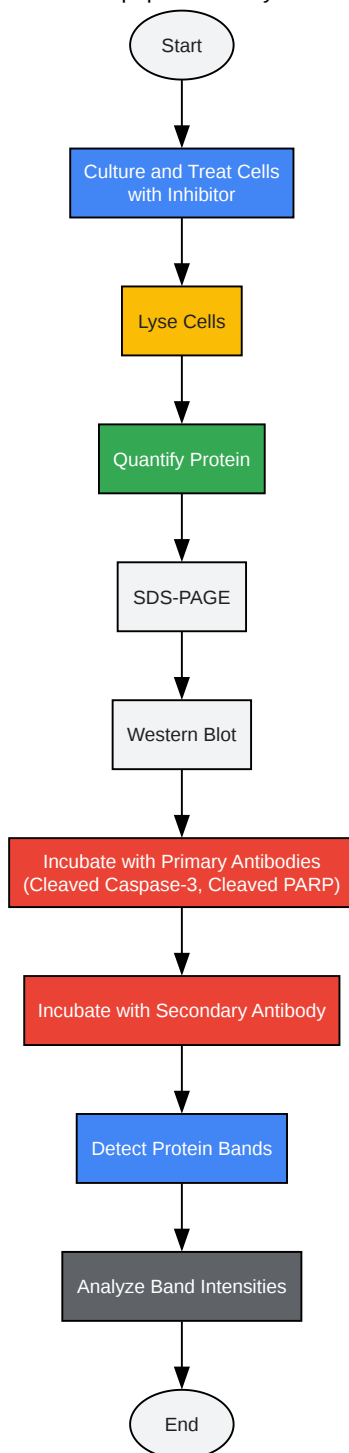 Start
Culture and Treat Cells
with Inhibitor
Lyse Cells
Quantify Protein
SDS-PAGE
Western Blot
Incubate with Primary Antibodies
(Cleaved Caspase-3, Cleaved PARP)
Incubate with Secondary Antibody
Detect Protein Bands
Analyze Band Intensities
End